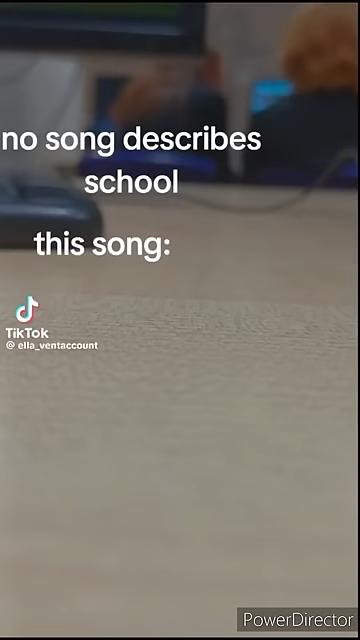 no song describes
school
this song:
TikTok
@ ella_ventaccount
PowerDirector